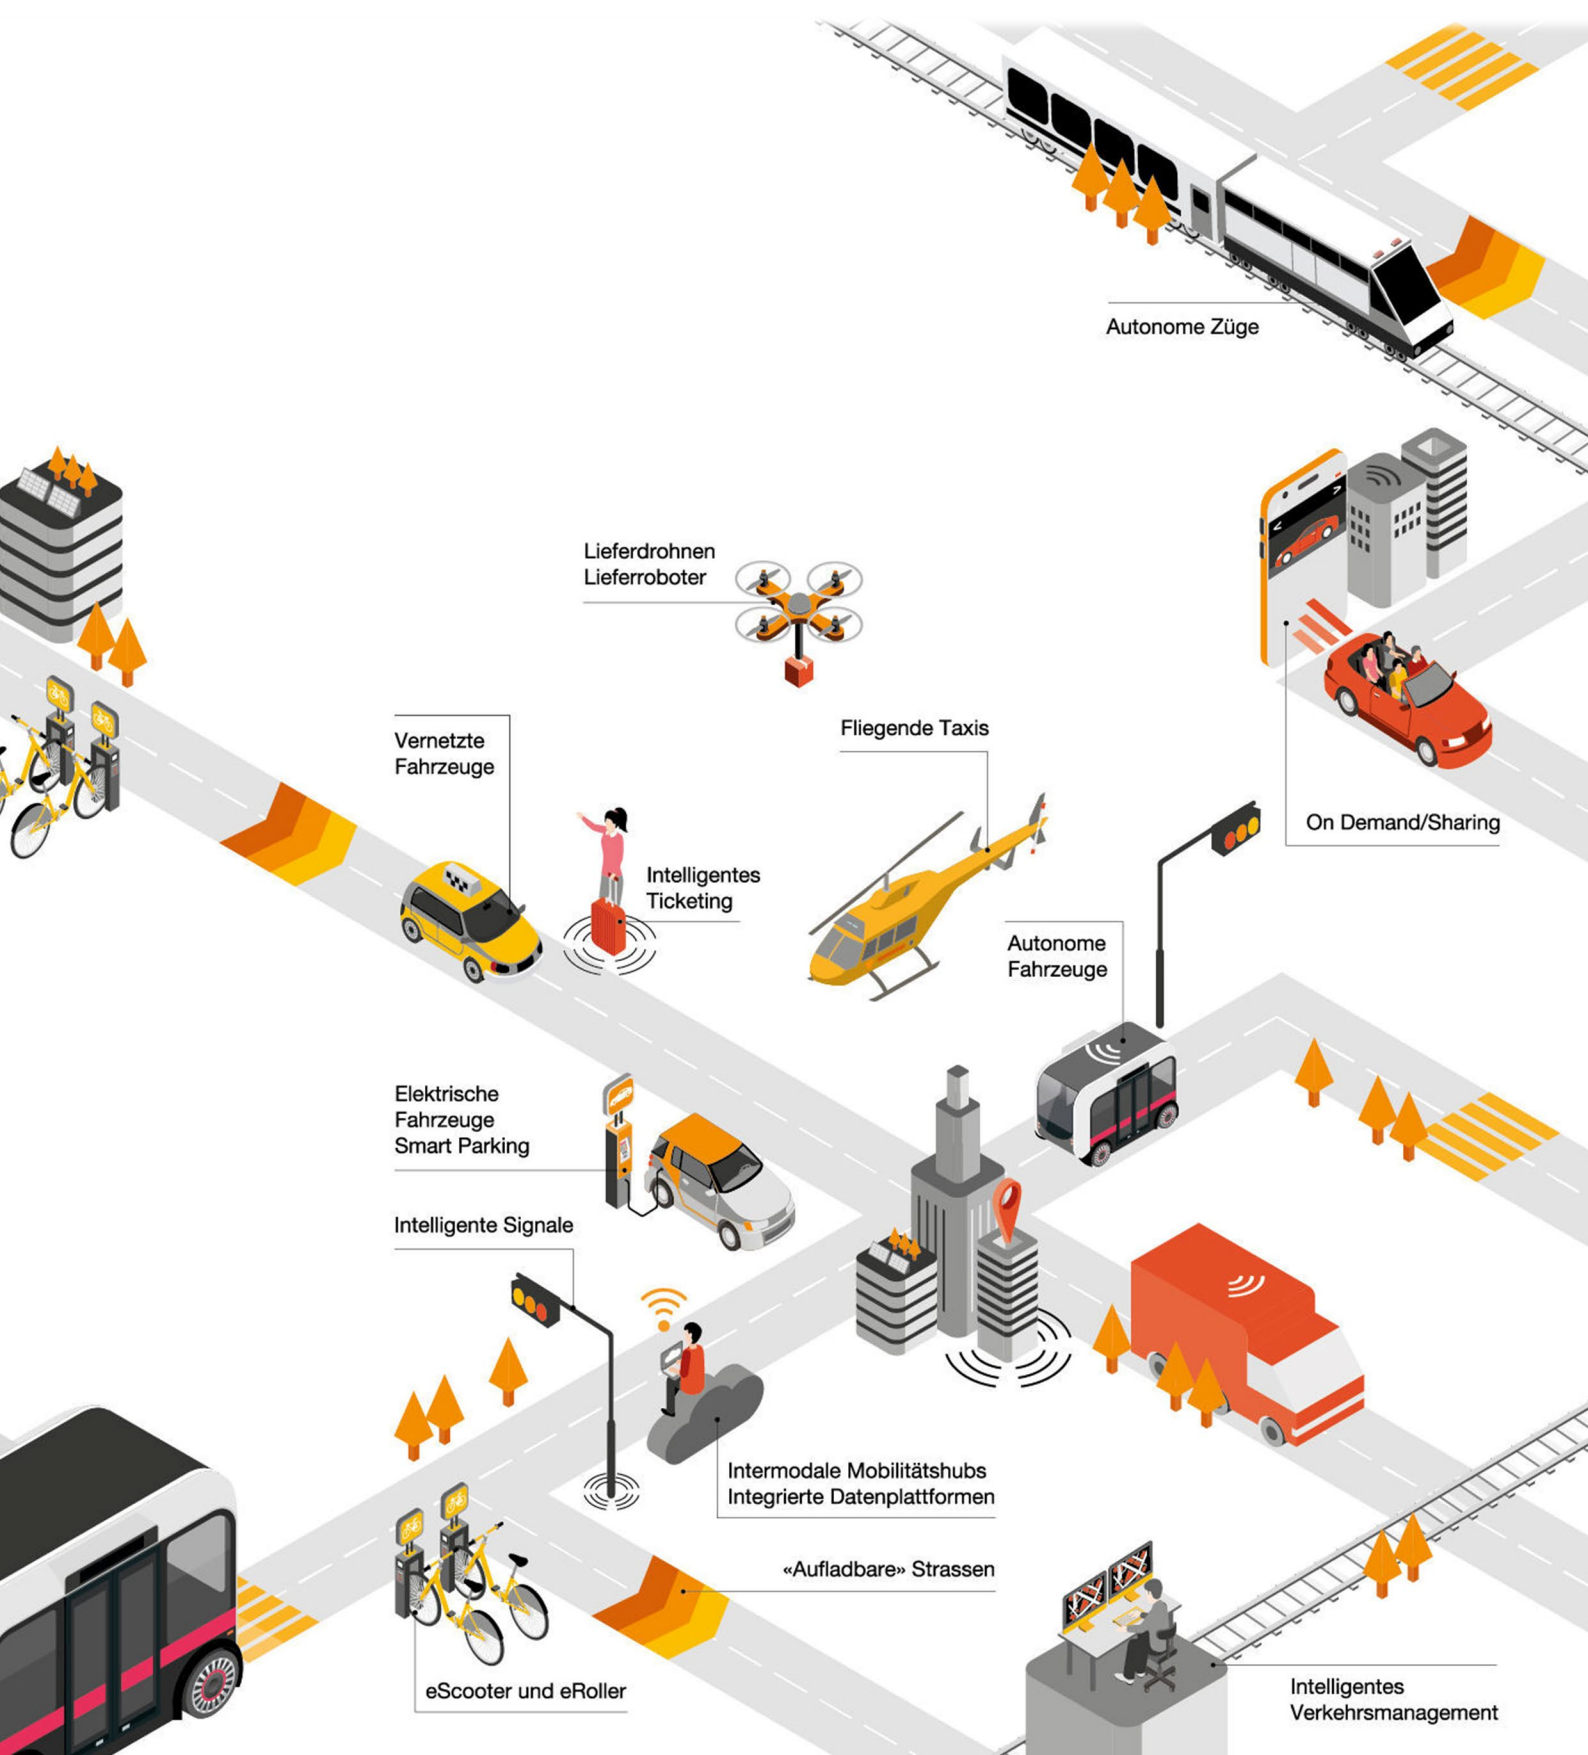 Autonome Züge
Lieferdrohnen
Lieferroboter
Vernetzte
Fahrzeuge
Fliegende Taxis
On Demand/Sharing
Intelligentes
Ticketing
Autonome
Fahrzeuge
Elektrische
Fahrzeuge
Smart Parking
Intelligente Signale
Intermodale Mobilitätshubs
Integrierte Datenplattformen
«Aufladbare» Strassen
eScooter und eRoller
Intelligentes
Verkehrsmanagement